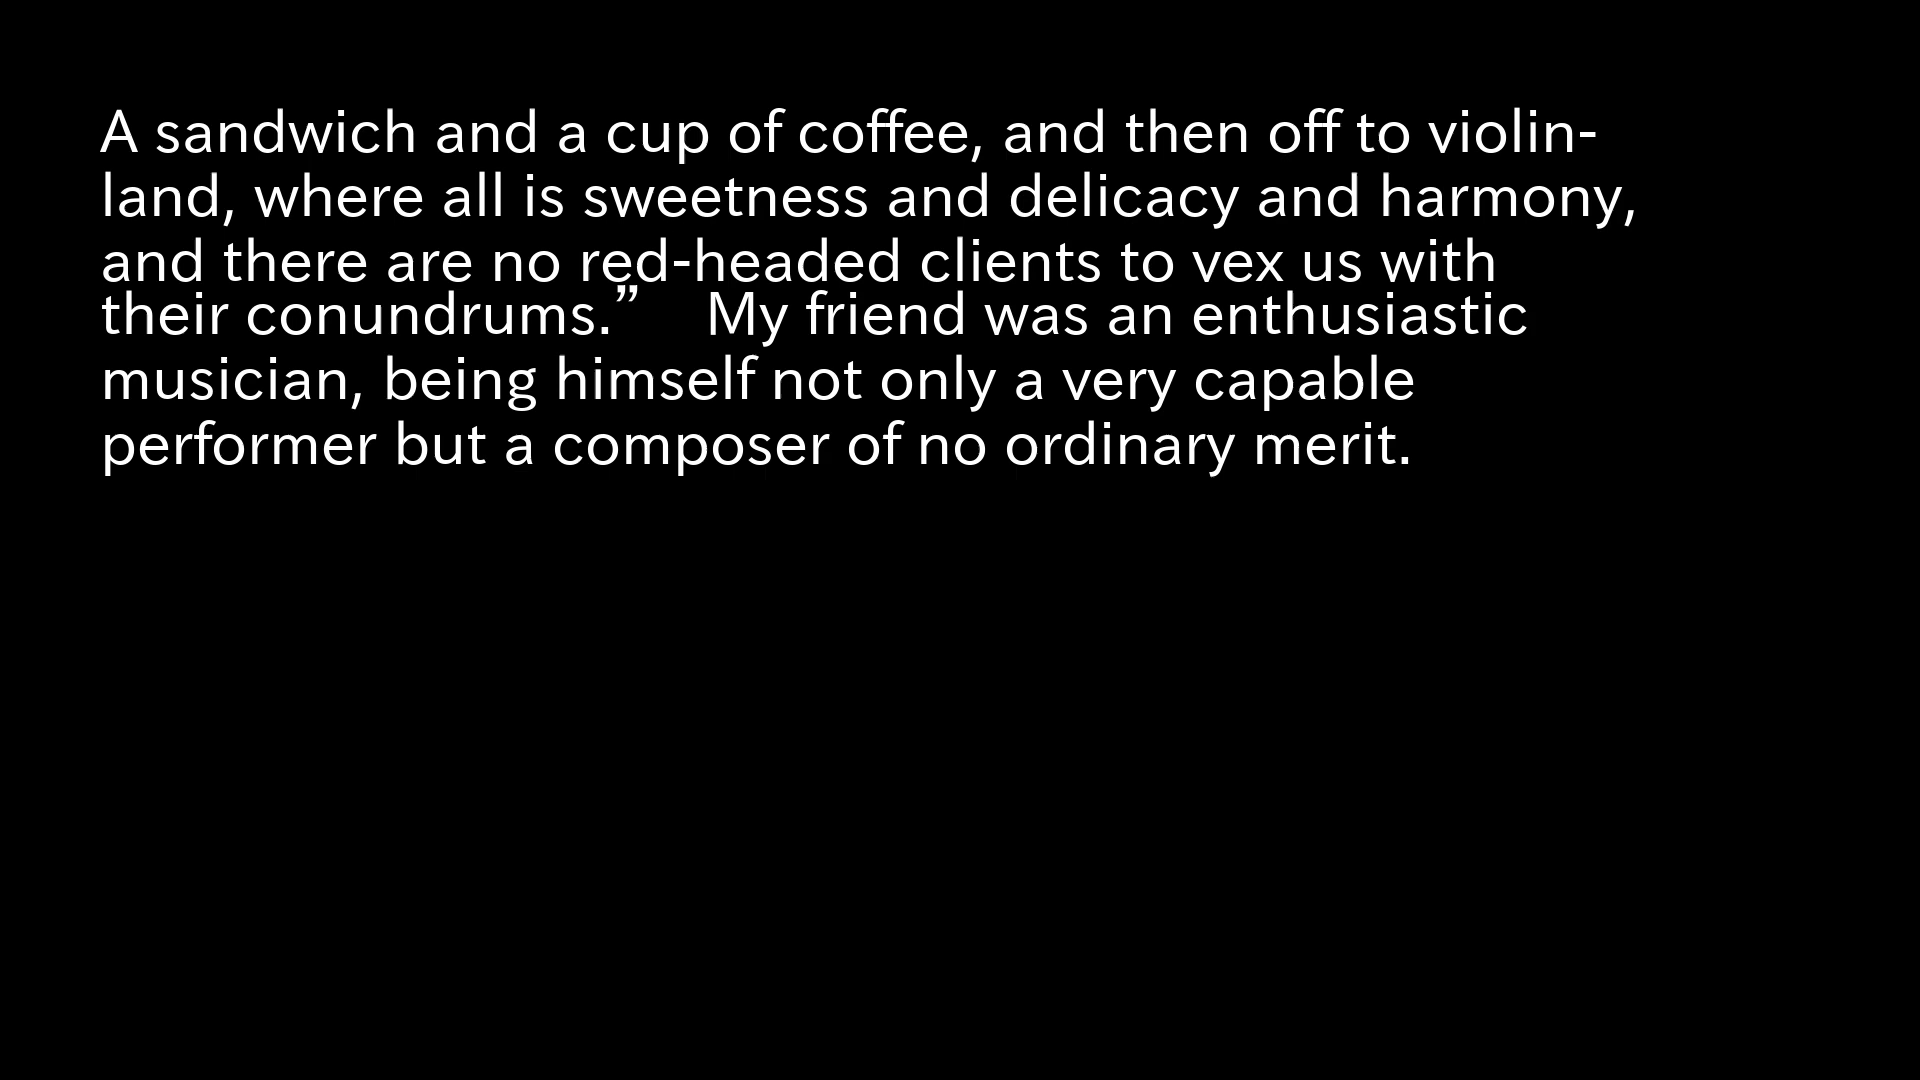 A sandwich and a cup of coffee, and then off to violin-
land, where all is sweetness and delicacy and harmony,
and there are no red-headed clients to vex us with
their conundrums.” My friend was an enthusiastic
musician, being himself not only a very capable
performer but a composer of no ordinary merit.